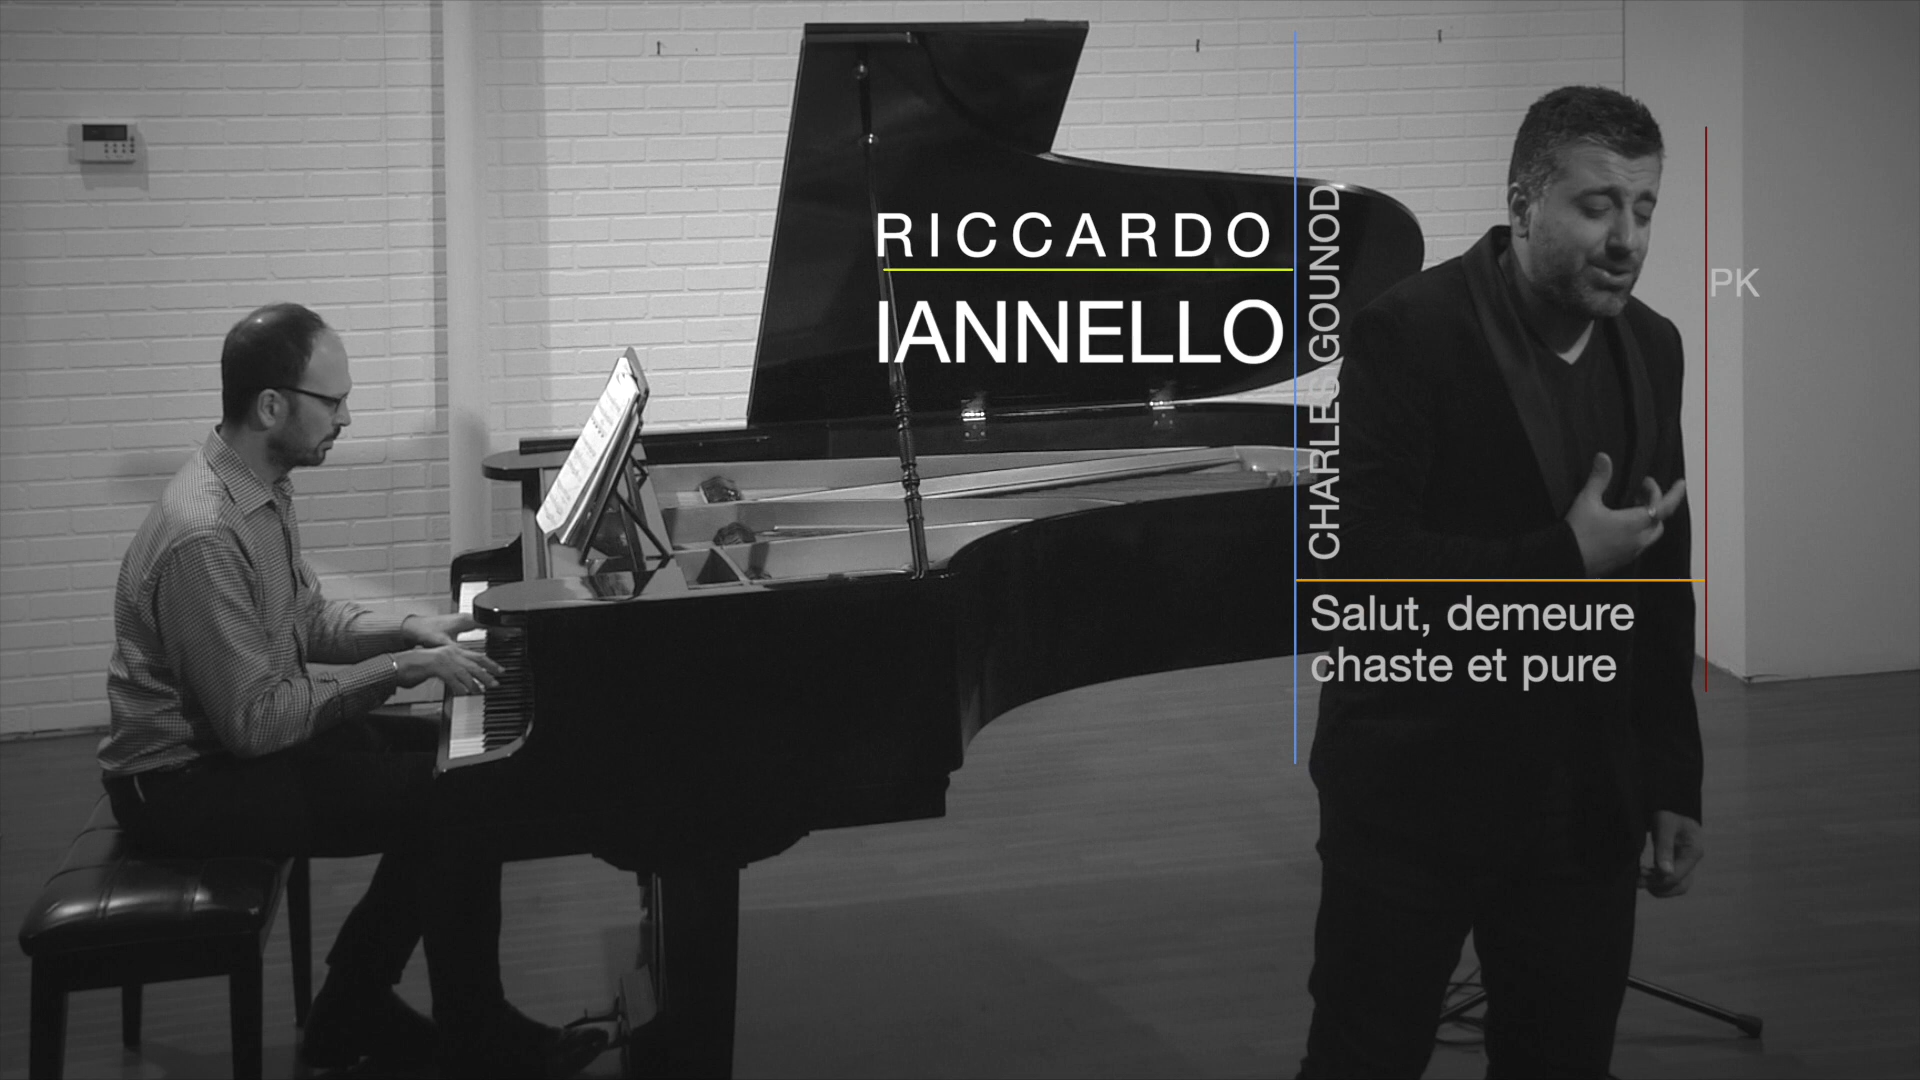 RICCARDO
IANNELLO
CHARLES GOUNOD
PK
Salut, demeure
chaste et pure